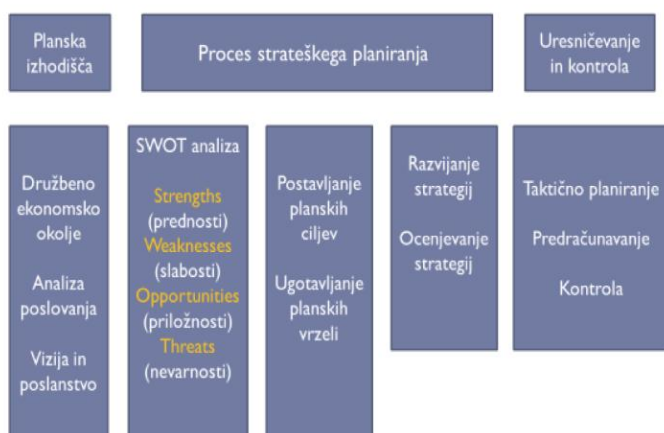 Planska
izhodišča
Proces strateškega planiranja
Uresničevanje
in kontrola
Družbeno
ekonomsko
okolje
Analiza
poslovanja
Vizija in
poslanstvo
SWOT analiza
Strengths
(prednosti)
Weaknesses
(slabosti)
Opportunities
(priložnosti)
Threats
(nevarnosti)
Postavljanje
planskih
ciljev
Ugotavljanje
planskih
vrzeli
Razvijanje
strategij
Ocenjevanje
strategij
Taktično planiranje
Predračunavanje
Kontrola